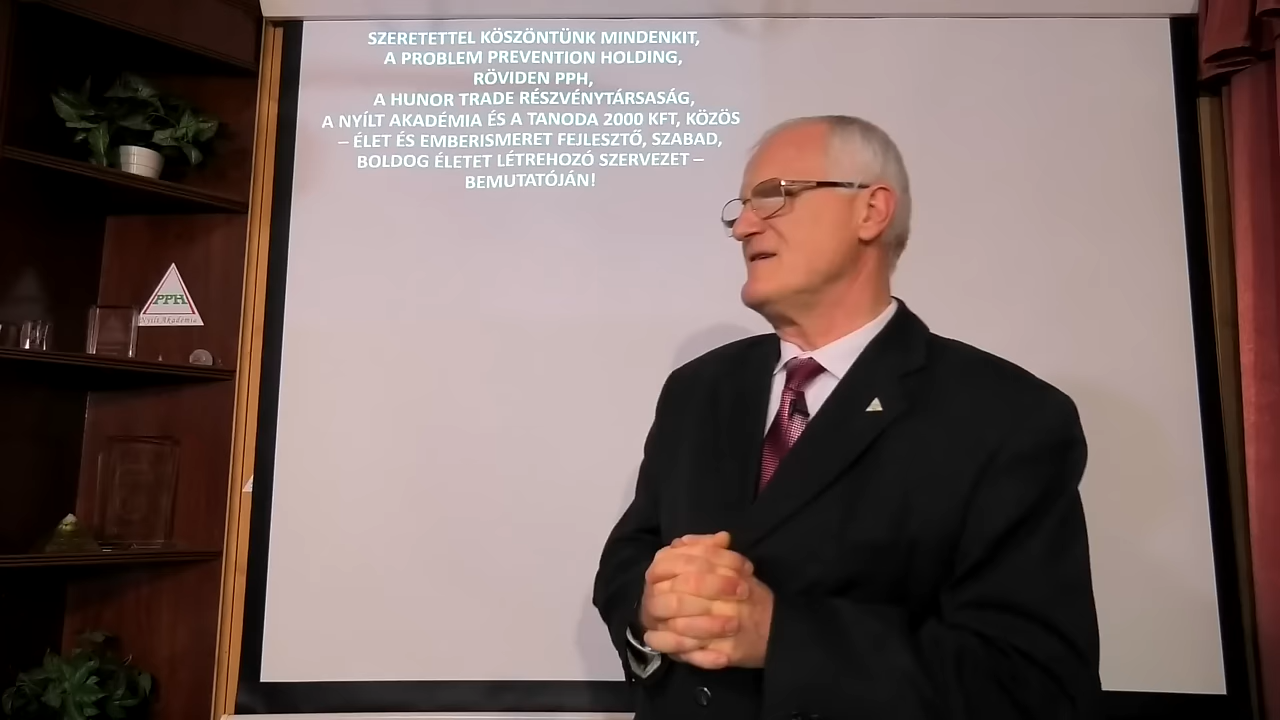 SZERETETTEL KÖSZÖNTÜNK MINDENKIT,
A PROBLEM PREVENTION HOLDING,
RÖVIDEN PPH,
A HUNOR TRADE RÉSZVÉNYTÁRSASÁG,
A NYÍLT AKADÉMIA ÉS A TANODA 2000 KFT, KÖZÖS
– ÉLET ÉS EMBERISMERET FEJLESZTŐ, SZABAD,
BOLDOG ÉLETET LÉTREHOZÓ SZERVEZET –
BEMUTATÓJÁN!
PPH
Nyílt Akadémia